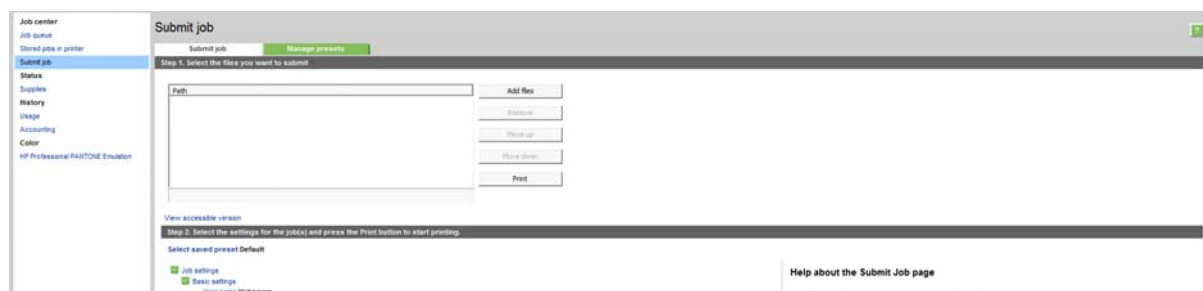 Job center
Job queue
Stored jobs in printer
Submit job
Status
Supplies
History
Usage
Accounting
Color
HP Professional PANTONE Emulation
Submit job
?
Submit job
Manage presets
Step 1. Select the files you want to submit
Path
Add files
Remove
Move up
Move down
Print
View accessible version
Step 2. Select the settings for the job(s) and press the Print button to start printing.
Select saved preset Default
Job settings
Basic settings
Help about the Submit Job page